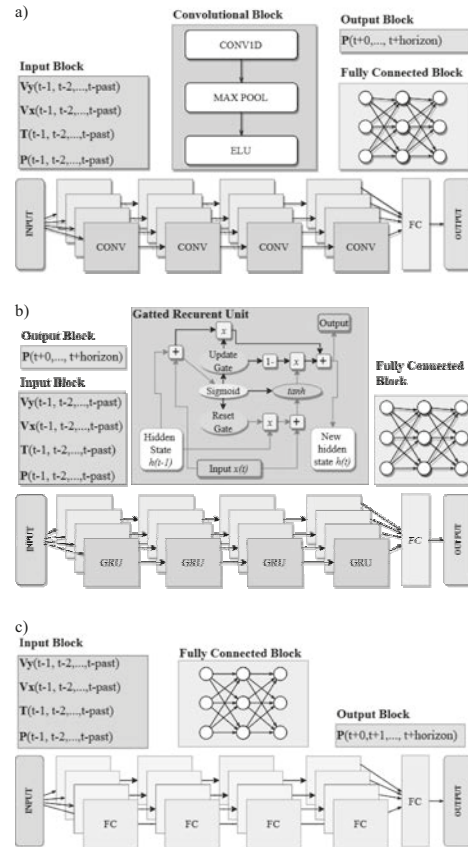 a)
Convolutional Block
CONV1D
MAX POOL
ELU
Output Block
P(t+0,..., t+horizon)
Fully Connected Block
Input Block
Vy(t-1, t-2,...,t-past)
Vx(t-1, t-2,...,t-past)
T(t-1, t-2,...,t-past)
P(t-1, t-2,...,t-past)
INPUT
CONV
CONV
CONV
CONV
FC
OUTPUT
b)
Gatted Recurent Unit
Output Block
P(t+0,..., t+horizon)
Input Block
Vy(t-1, t-2,...,t-past)
Vx(t-1, t-2,...,t-past)
T(t-1, t-2,...,t-past)
P(t-1, t-2,...,t-past)
Output
+
x
Update
Gate
1-
x
+
Sigmoid
tanh
Reset
Gate
x
+
Hidden
State
h(t-1)
Input x(t)
New
hidden
state h(t)
Fully Connected
Block
INPUT
GRU
GRU
GRU
GRU
FC
OUTPUT
c)
Input Block
Vy(t-1, t-2,...,t-past)
Vx(t-1, t-2,...,t-past)
T(t-1, t-2,...,t-past)
P(t-1, t-2,...,t-past)
Fully Connected Block
Output Block
P(t+0,t+1,..., t+horizon)
INPUT
FC
FC
FC
FC
FC
OUTPUT